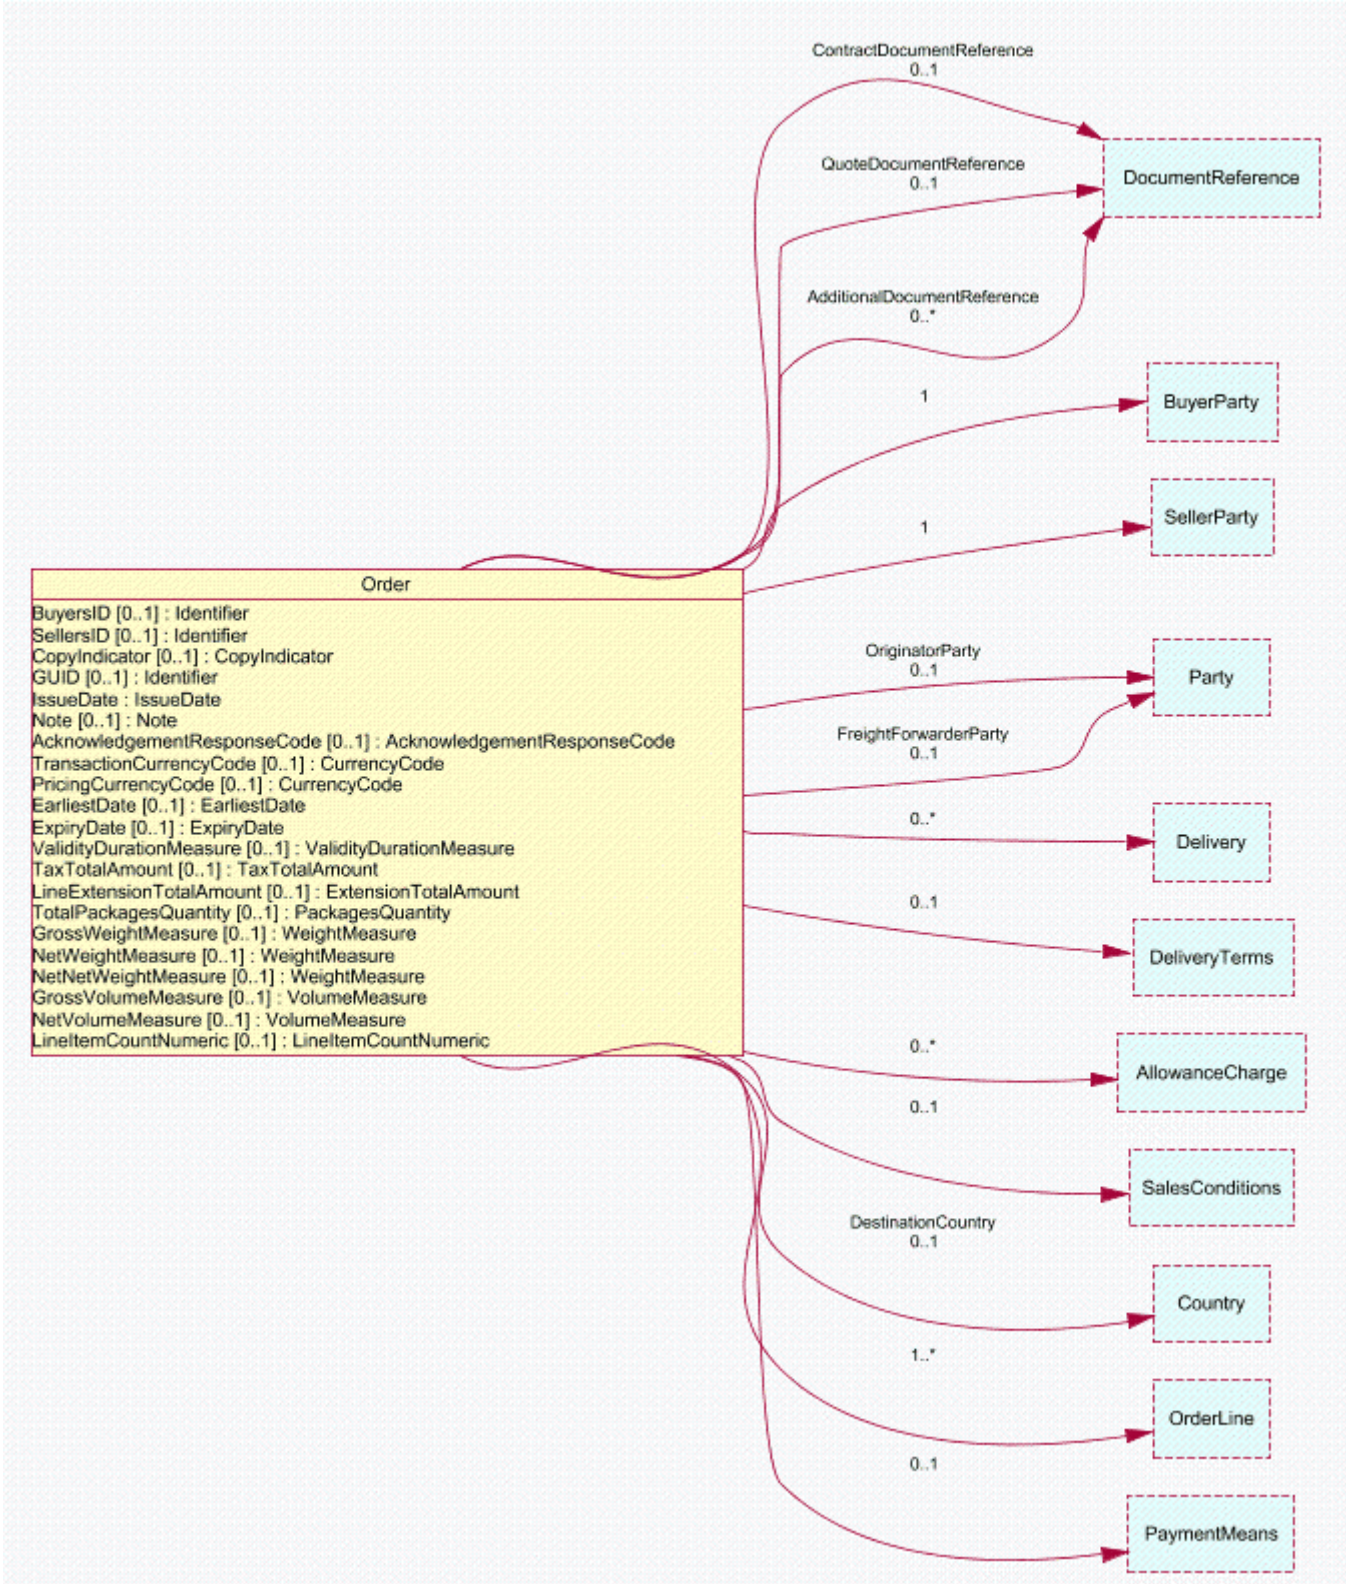 ContractDocumentReference
0..1
DocumentReference
QuoteDocumentReference
0..1
AdditionalDocumentReference
0..*
1
BuyerParty
1
SellerParty
Order
BuyersID [0..1] : Identifier
SellersID [0..1] : Identifier
CopyIndicator [0..1] : CopyIndicator
GUID [0..1] : Identifier
IssueDate : IssueDate
Note [0..1] : Note
AcknowledgementResponseCode [0..1] : AcknowledgementResponseCode
TransactionCurrencyCode [0..1] : CurrencyCode
PricingCurrencyCode [0..1] : CurrencyCode
EarliestDate [0..1] : EarliestDate
ExpiryDate [0..1] : ExpiryDate
ValidityDurationMeasure [0..1] : ValidityDurationMeasure
TaxTotalAmount [0..1] : TaxTotalAmount
LineExtensionTotalAmount [0..1] : ExtensionTotalAmount
TotalPackagesQuantity [0..1] : PackagesQuantity
GrossWeightMeasure [0..1] : WeightMeasure
NetWeightMeasure [0..1] : WeightMeasure
NetNetWeightMeasure [0..1] : WeightMeasure
GrossVolumeMeasure [0..1] : VolumeMeasure
NetVolumeMeasure [0..1] : VolumeMeasure
LineItemCountNumeric [0..1] : LineItemCountNumeric
OriginatorParty
0..1
Party
FreightForwarderParty
0..1
0..*
Delivery
0..1
DeliveryTerms
0..*
AllowanceCharge
0..1
SalesConditions
DestinationCountry
0..1
Country
1..*
OrderLine
0..1
PaymentMeans